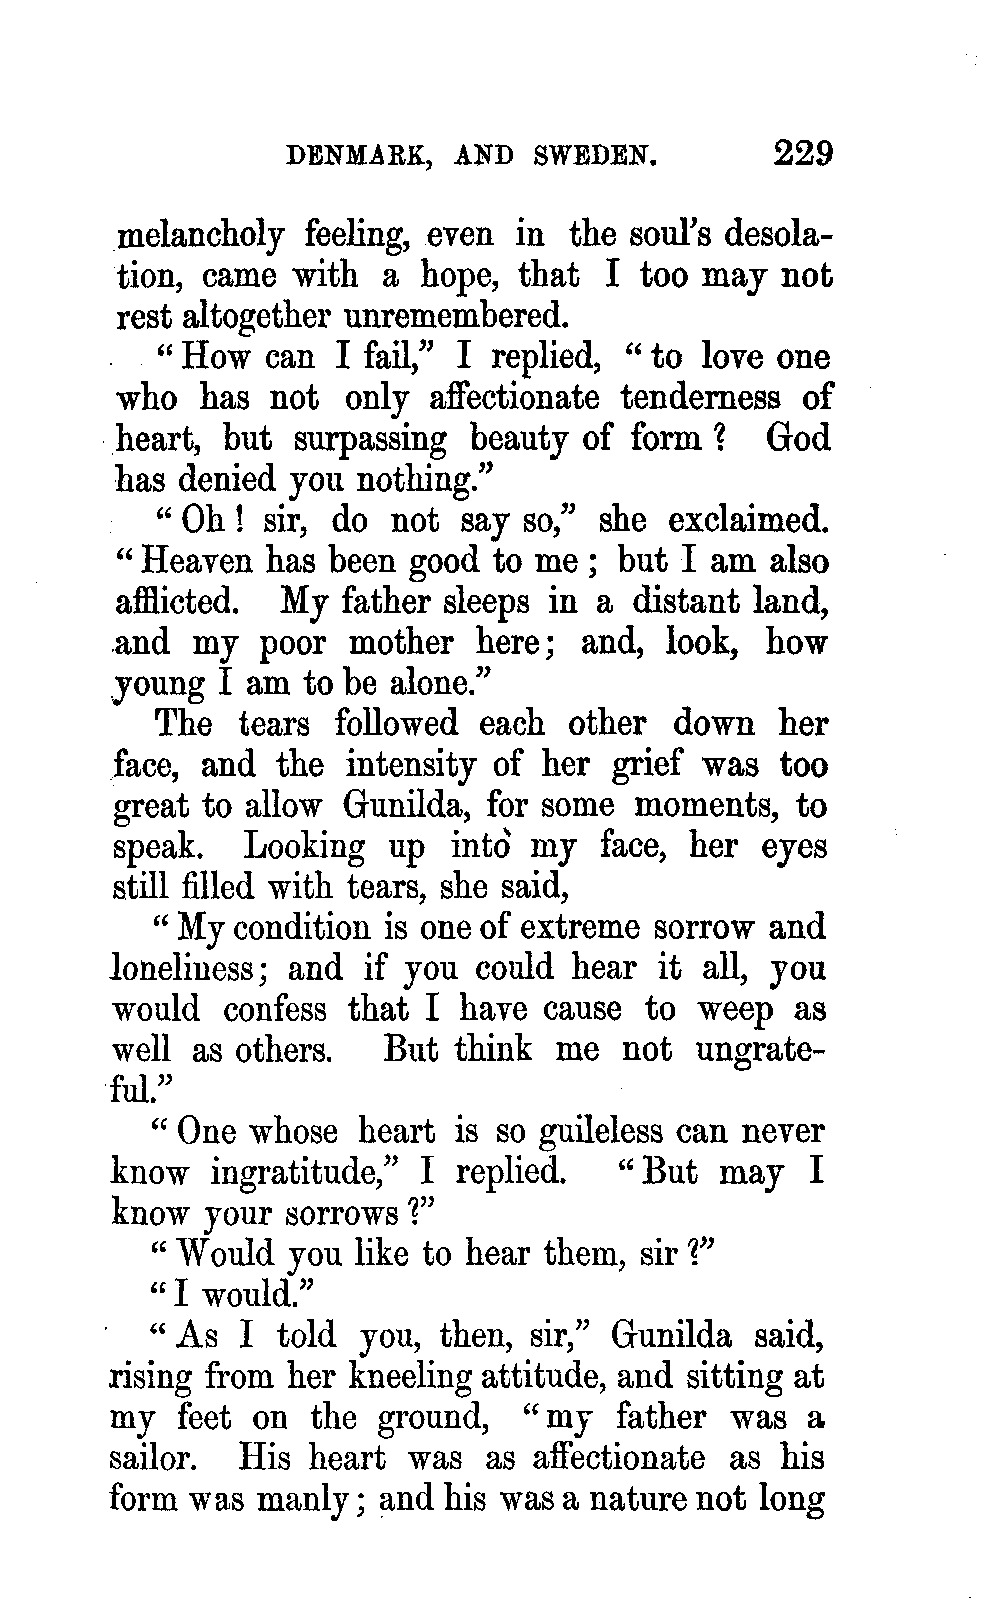 DENMARK, AND SWEDEN. 229
melancholy feeling, even in the soul's desola-
tion, came with a hope, that I too may not
rest altogether unremembered.
“How can I fail,” I replied, “to love one
who has not only affectionate tenderness of
heart, but surpassing beauty of form? God
has denied you nothing.”
“Oh! sir, do not say so,” she exclaimed.
“Heaven has been good to me; but I am also
afflicted. My father sleeps in a distant land,
and my poor mother here; and, look, how
young I am to be alone.”
The tears followed each other down her
face, and the intensity of her grief was too
great to allow Gunilda, for some moments, to
speak. Looking up into my face, her eyes
still filled with tears, she said,
“My condition is one of extreme sorrow and
loneliness; and if you could hear it all, you
would confess that I have cause to weep as
well as others. But think me not ungrate-
ful.”
“One whose heart is so guileless can never
know ingratitude,” I replied. “But may I
know your sorrows?”
“Would you like to hear them, sir?”
“I would.”
“As I told you, then, sir,” Gunilda said,
rising from her kneeling attitude, and sitting at
my feet on the ground, “my father was a
sailor. His heart was as affectionate as his
form was manly; and his was a nature not long